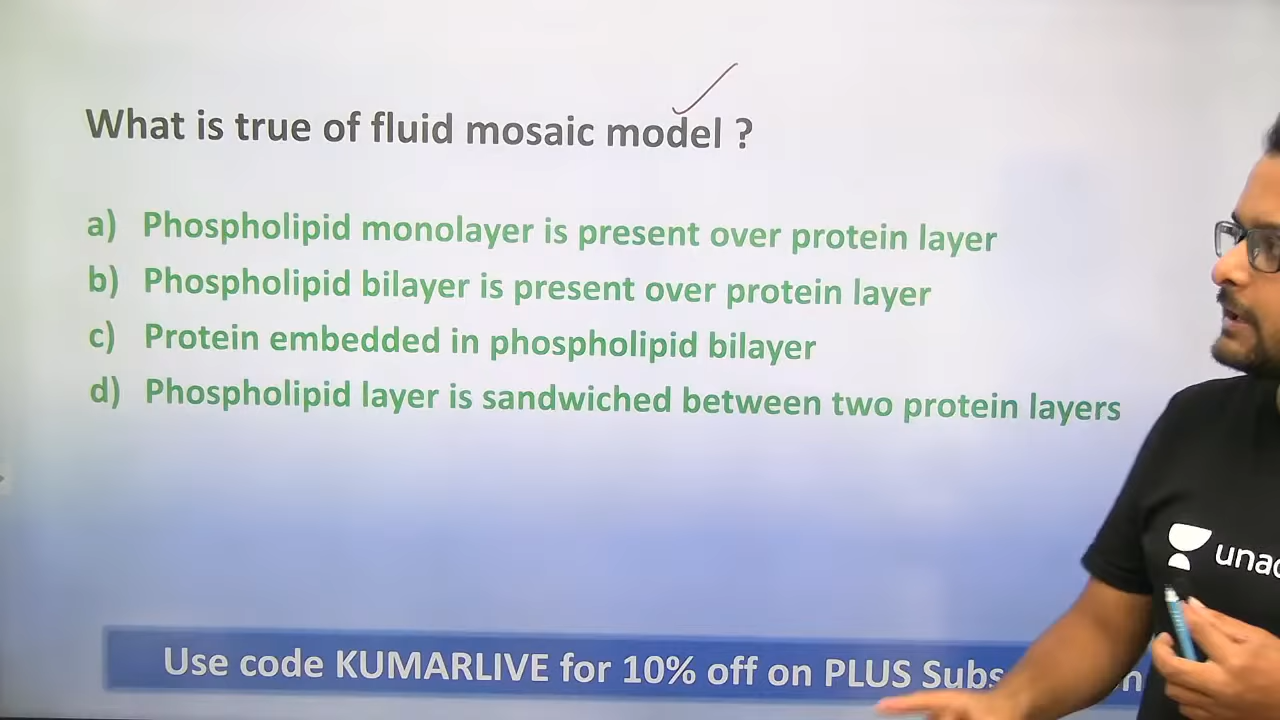 What is true of fluid mosaic model ?
a) Phospholipid monolayer is present over protein layer
b) Phospholipid bilayer is present over protein layer
c) Protein embedded in phospholipid bilayer
d) Phospholipid layer is sandwiched between two protein layers
unac
Use code KUMARLIVE for 10% off on PLUS Subs